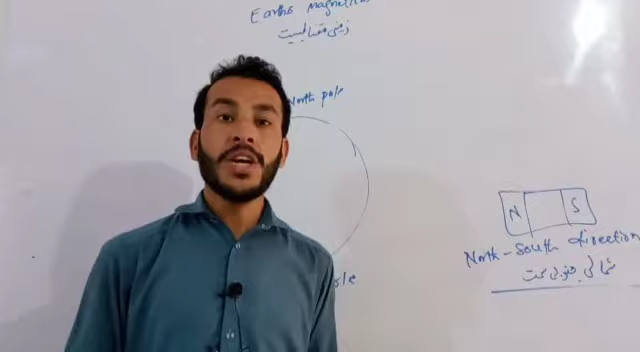 Earths Magnetism
زمینی مقناطیسیت
North pole
N S
North-South direction
شمالی جنوبی سمت